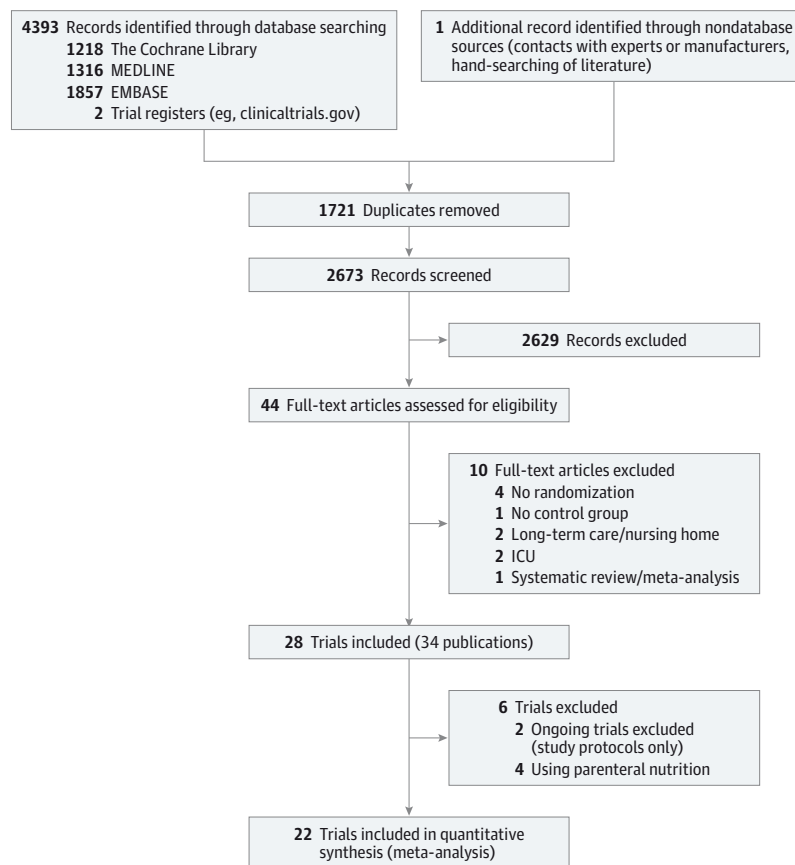 4393 Records identified through database searching
1218 The Cochrane Library
1316 MEDLINE
1857 EMBASE
2 Trial registers (eg, clinicaltrials.gov)
1 Additional record identified through nondatabase
sources (contacts with experts or manufacturers,
hand-searching of literature)
1721 Duplicates removed
2673 Records screened
2629 Records excluded
44 Full-text articles assessed for eligibility
10 Full-text articles excluded
4 No randomization
1 No control group
2 Long-term care/nursing home
2 ICU
1 Systematic review/meta-analysis
28 Trials included (34 publications)
6 Trials excluded
2 Ongoing trials excluded
(study protocols only)
4 Using parenteral nutrition
22 Trials included in quantitative
synthesis (meta-analysis)